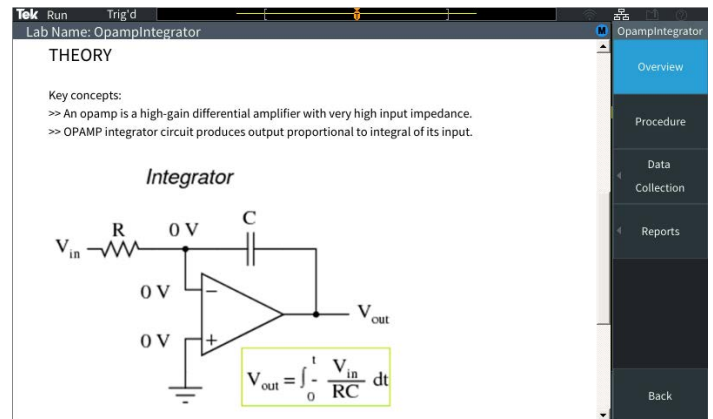 Tek Run Trig'd
Lab Name: OpampIntegrator
M
OpampIntegrator
THEORY
Key concepts:
>> An opamp is a high-gain differential amplifier with very high input impedance.
>> OPAMP integrator circuit produces output proportional to integral of its input.
Integrator
R
0 V
C
Vin
0 V
−
0 V
+
Vout
Vout = ∫₀ᵗ - Vin/RC dt
Overview
Procedure
Data
Collection
Reports
Back